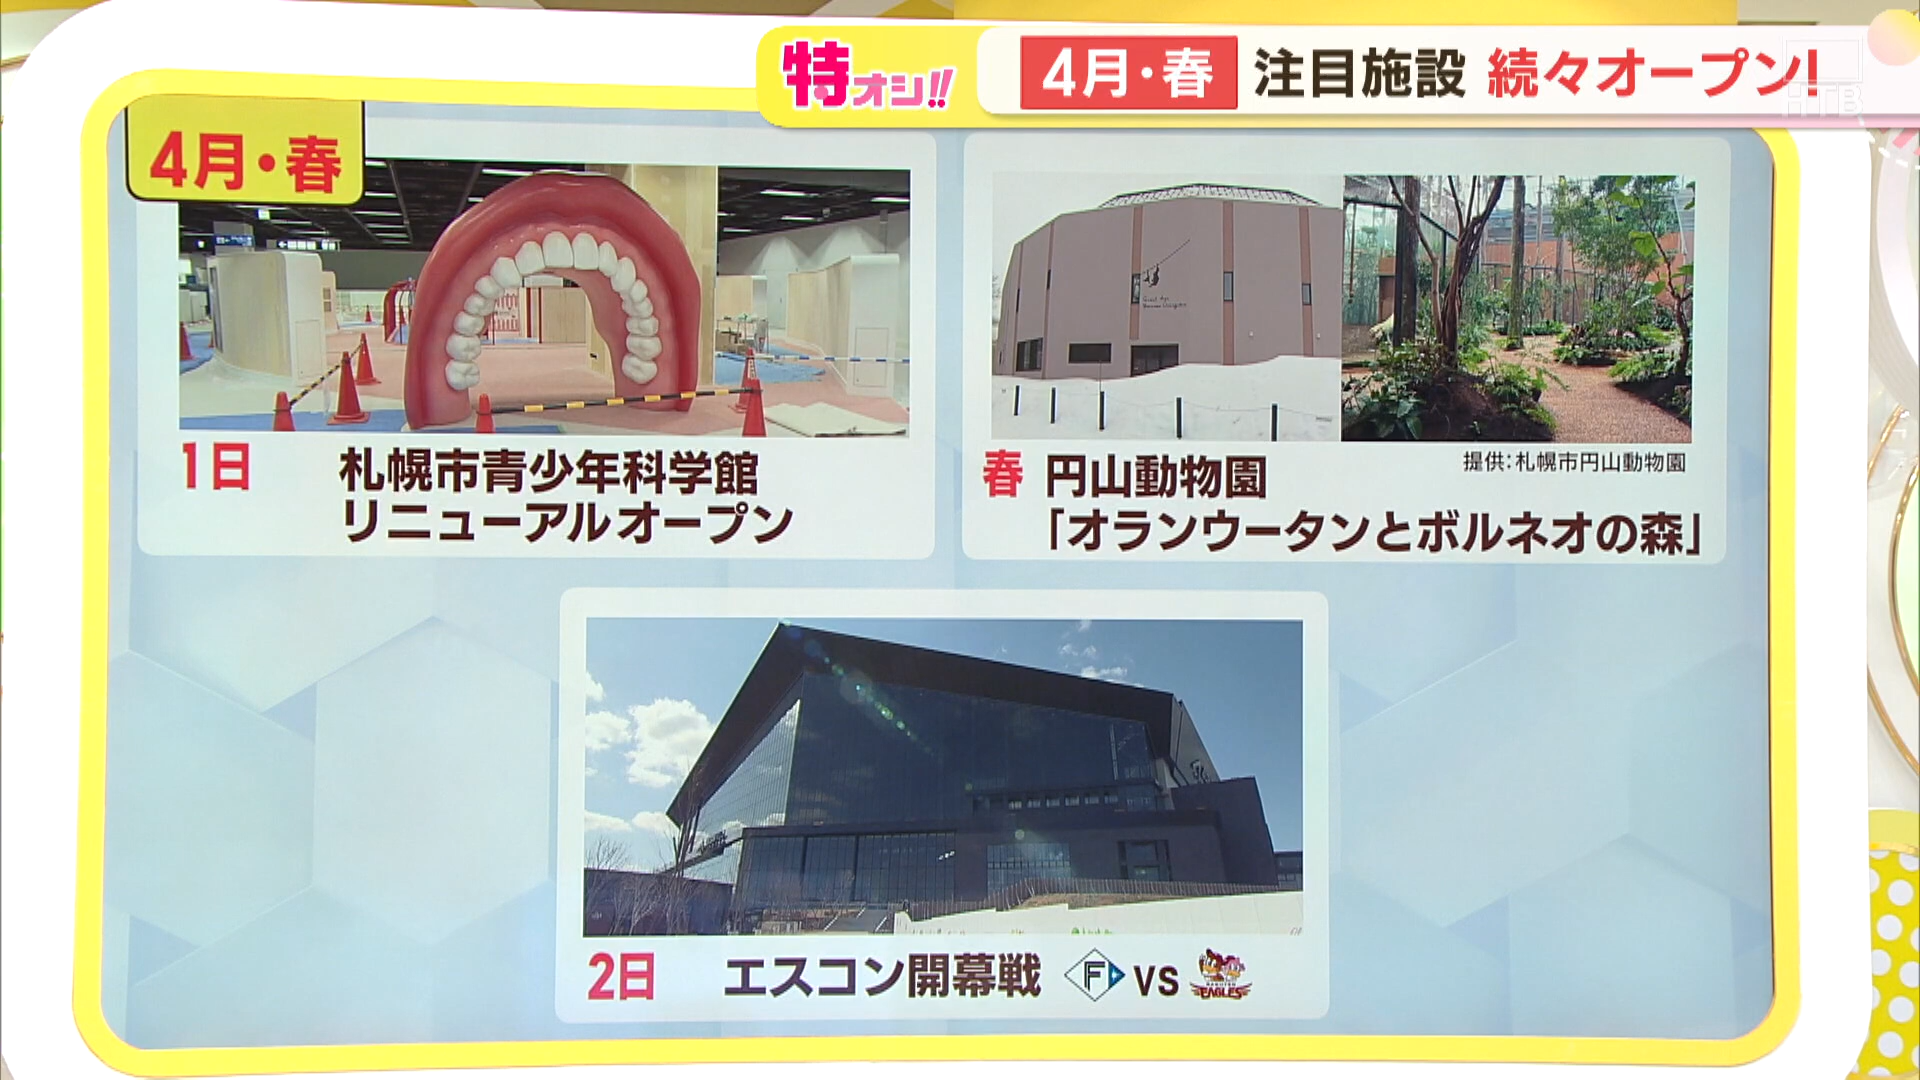 特オシ!!
4月・春 注目施設 続々オープン!
HTB
4月・春
1日 札幌市青少年科学館
リニューアルオープン
春 円山動物園
提供:札幌市円山動物園
「オランウータンとボルネオの森」
2日 エスコン開幕戦 F VS EAGLES